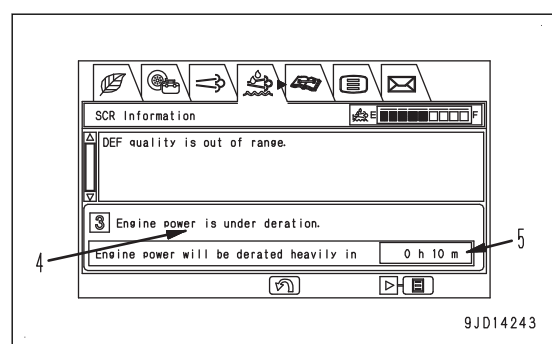 SCR Information
E F
DEF quality is out of range.
3 Engine power is under deration.
Engine power will be derated heavily in 0 h 10 m
4
5
9JD14243